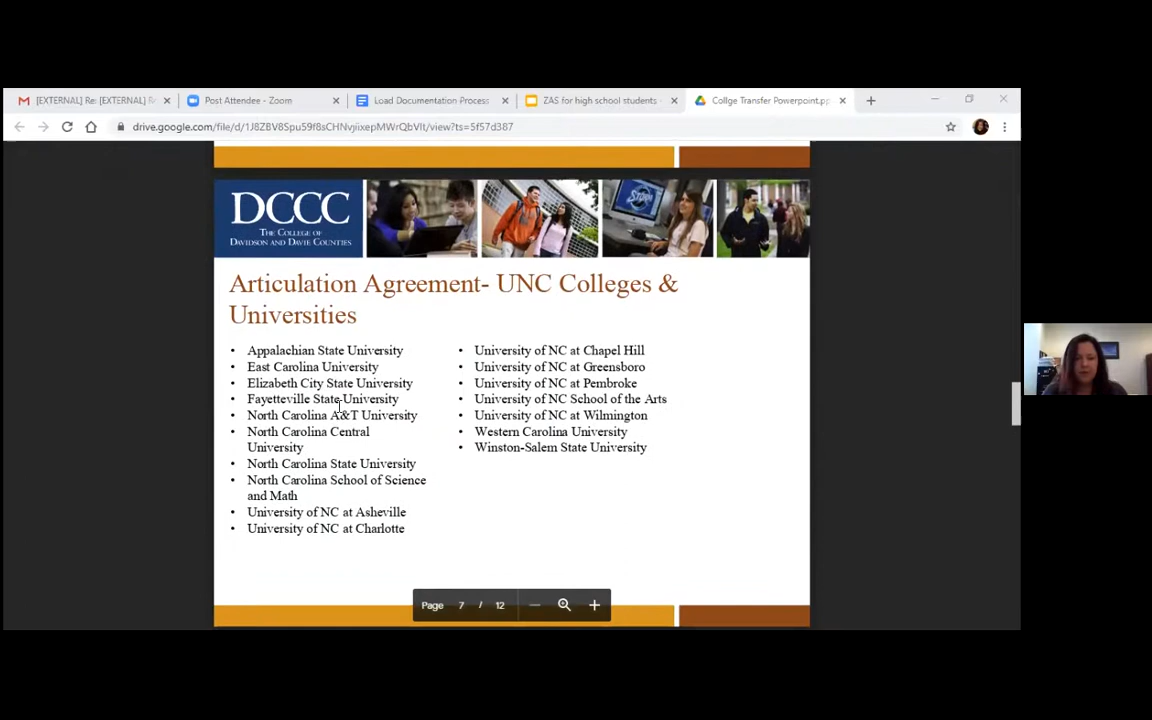 [EXTERNAL] Re: [EXTERNAL] R
Post Attendee - Zoom
Load Documentation Process
ZAS for high school students -
Collge Transfer Powerpoint.pp
drive.google.com/file/d/1J8ZBV8Spu59f8sCHNvjiixepMWrQbVlt/view?ts=5f57d387
DCCC
THE COLLEGE OF
DAVIDSON AND DAVIE COUNTIES
Articulation Agreement- UNC Colleges &
Universities
• Appalachian State University
• East Carolina University
• Elizabeth City State University
• Fayetteville State University
• North Carolina A&T University
• North Carolina Central
University
• North Carolina State University
• North Carolina School of Science
and Math
• University of NC at Asheville
• University of NC at Charlotte
• University of NC at Chapel Hill
• University of NC at Greensboro
• University of NC at Pembroke
• University of NC School of the Arts
• University of NC at Wilmington
• Western Carolina University
• Winston-Salem State University
Page 7 / 12